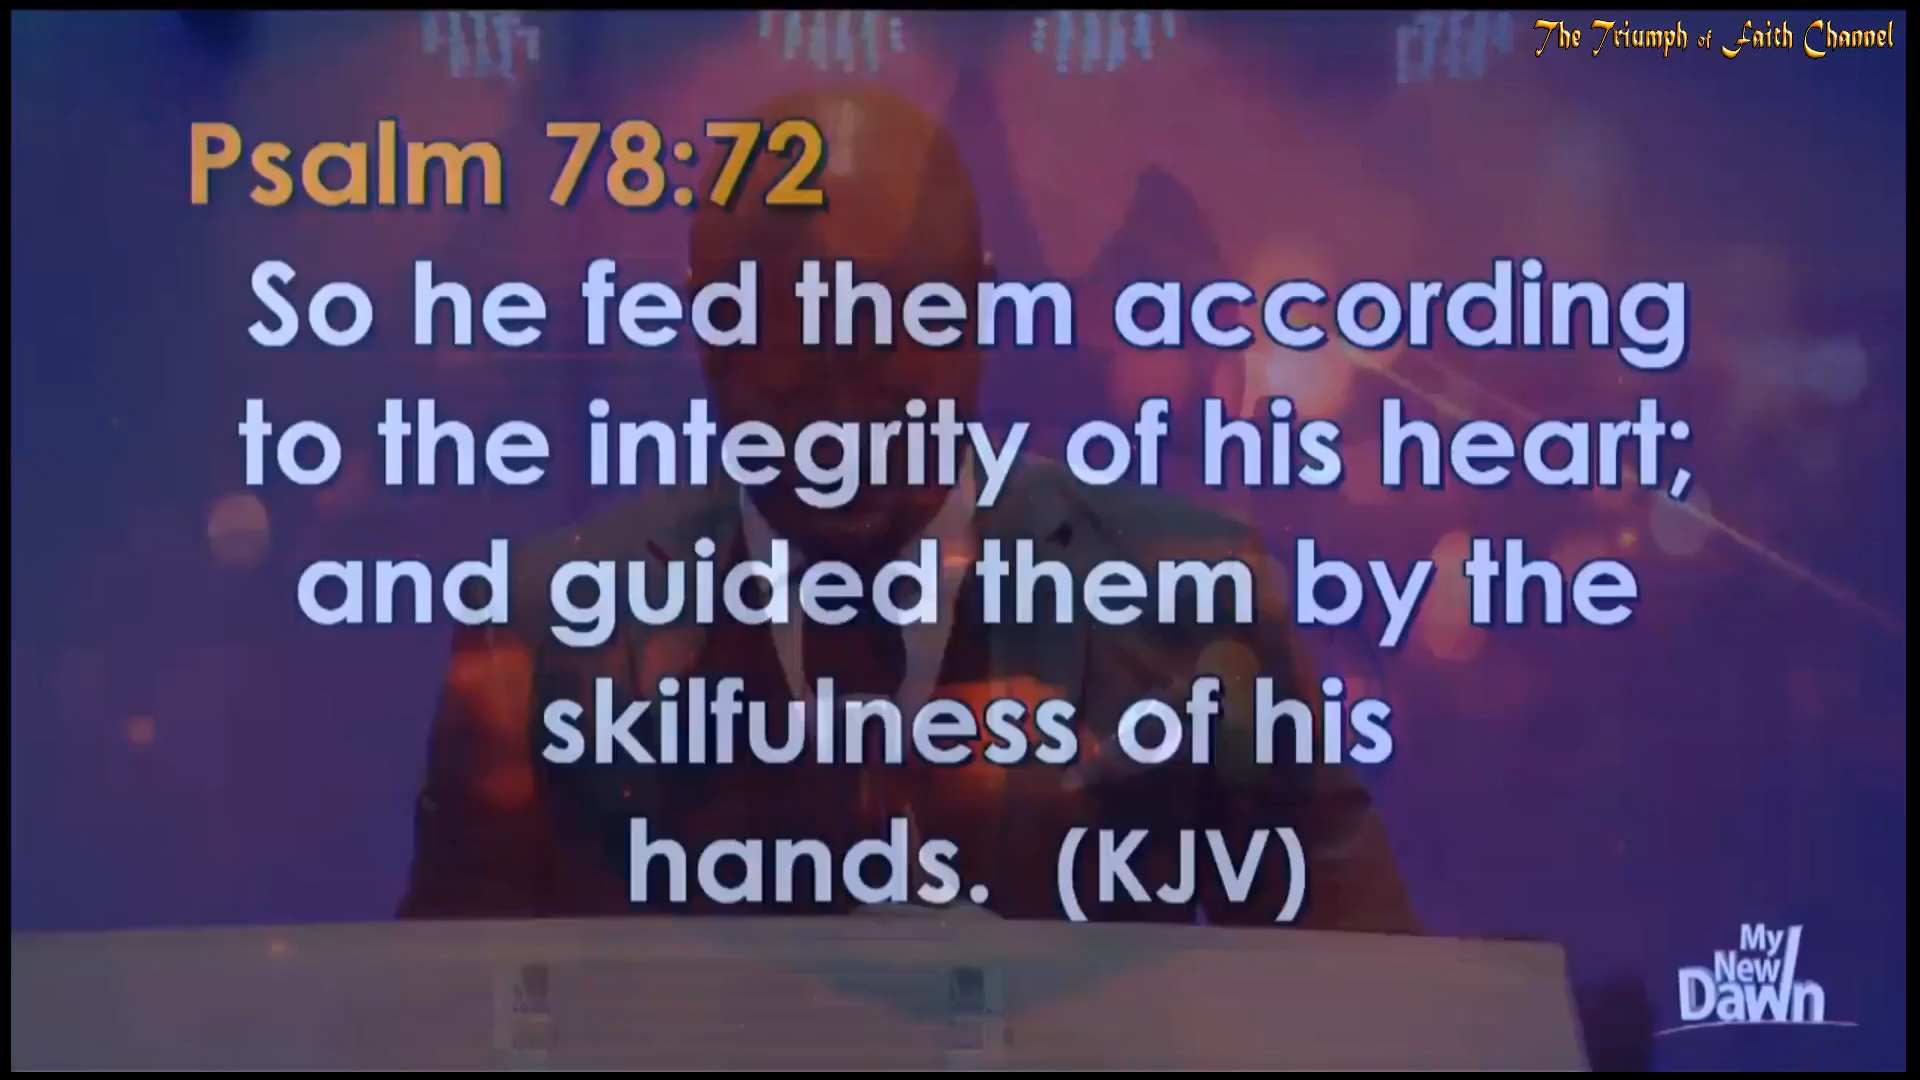 The Triumph of Faith Channel
Psalm 78:72
So he fed them according
to the integrity of his heart;
and guided them by the
skilfulness of his
hands. (KJV)
My
New
Dawn